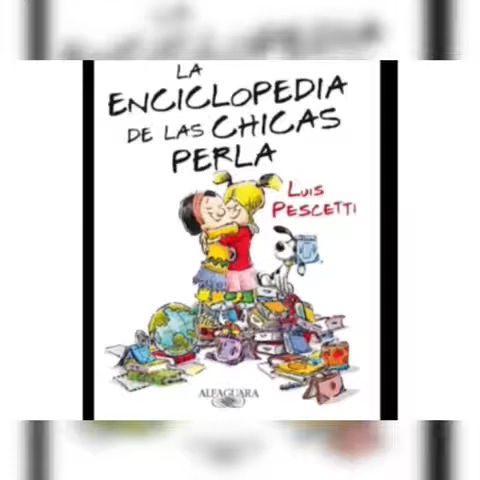 LA
ENCICLOPEDIA
DE LAS CHICAS
PERLA
LUIS
PESCETTI
ALFAGUARA